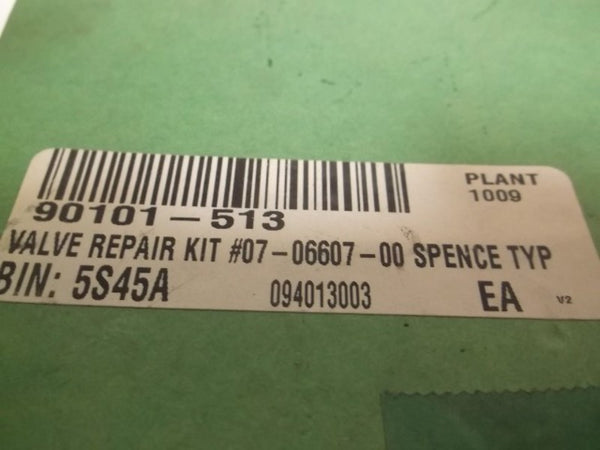 PLANT
1009
90101-513
VALVE REPAIR KIT #07-06607-00 SPENCE TYP
BIN: 5S45A 094013003 EA V2